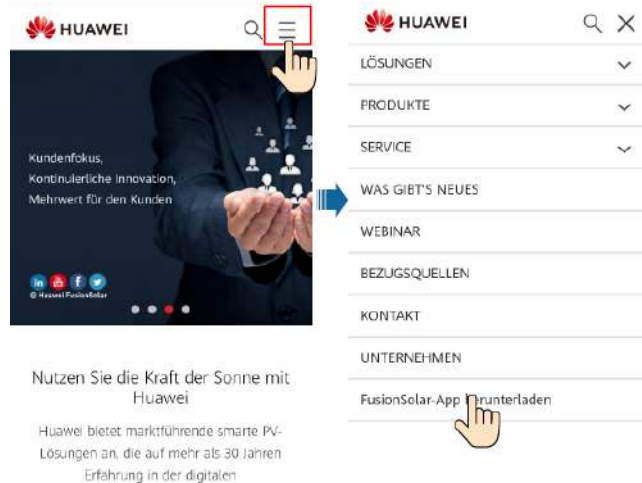 HUAWEI
Kundenfokus,
Kontinuierliche Innovation,
Mehrwert für den Kunden
© Huawei FusionSolar
Nutzen Sie die Kraft der Sonne mit
Huawei
Huawei bietet marktführende smarte PV-
Lösungen an, die auf mehr als 30 Jahren
Erfahrung in der digitalen
HUAWEI
LÖSUNGEN
PRODUKTE
SERVICE
WAS GIBT'S NEUES
WEBINAR
BEZUGSQUELLEN
KONTAKT
UNTERNEHMEN
FusionSolar-App herunterladen